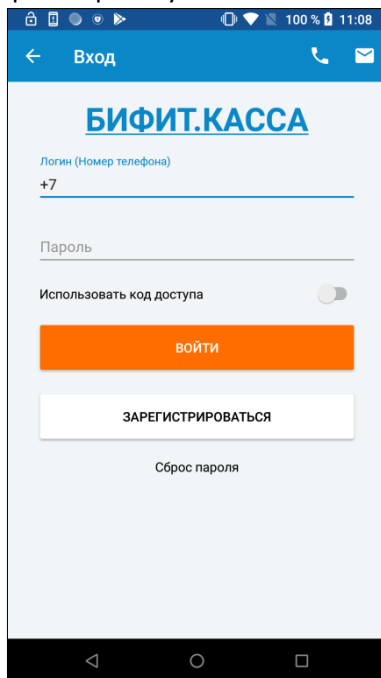 100 % 11:08
Вход
БИФИТ.КАССА
Логин (Номер телефона)
+7
Пароль
Использовать код доступа
ВОЙТИ
ЗАРЕГИСТРИРОВАТЬСЯ
Сброс пароля